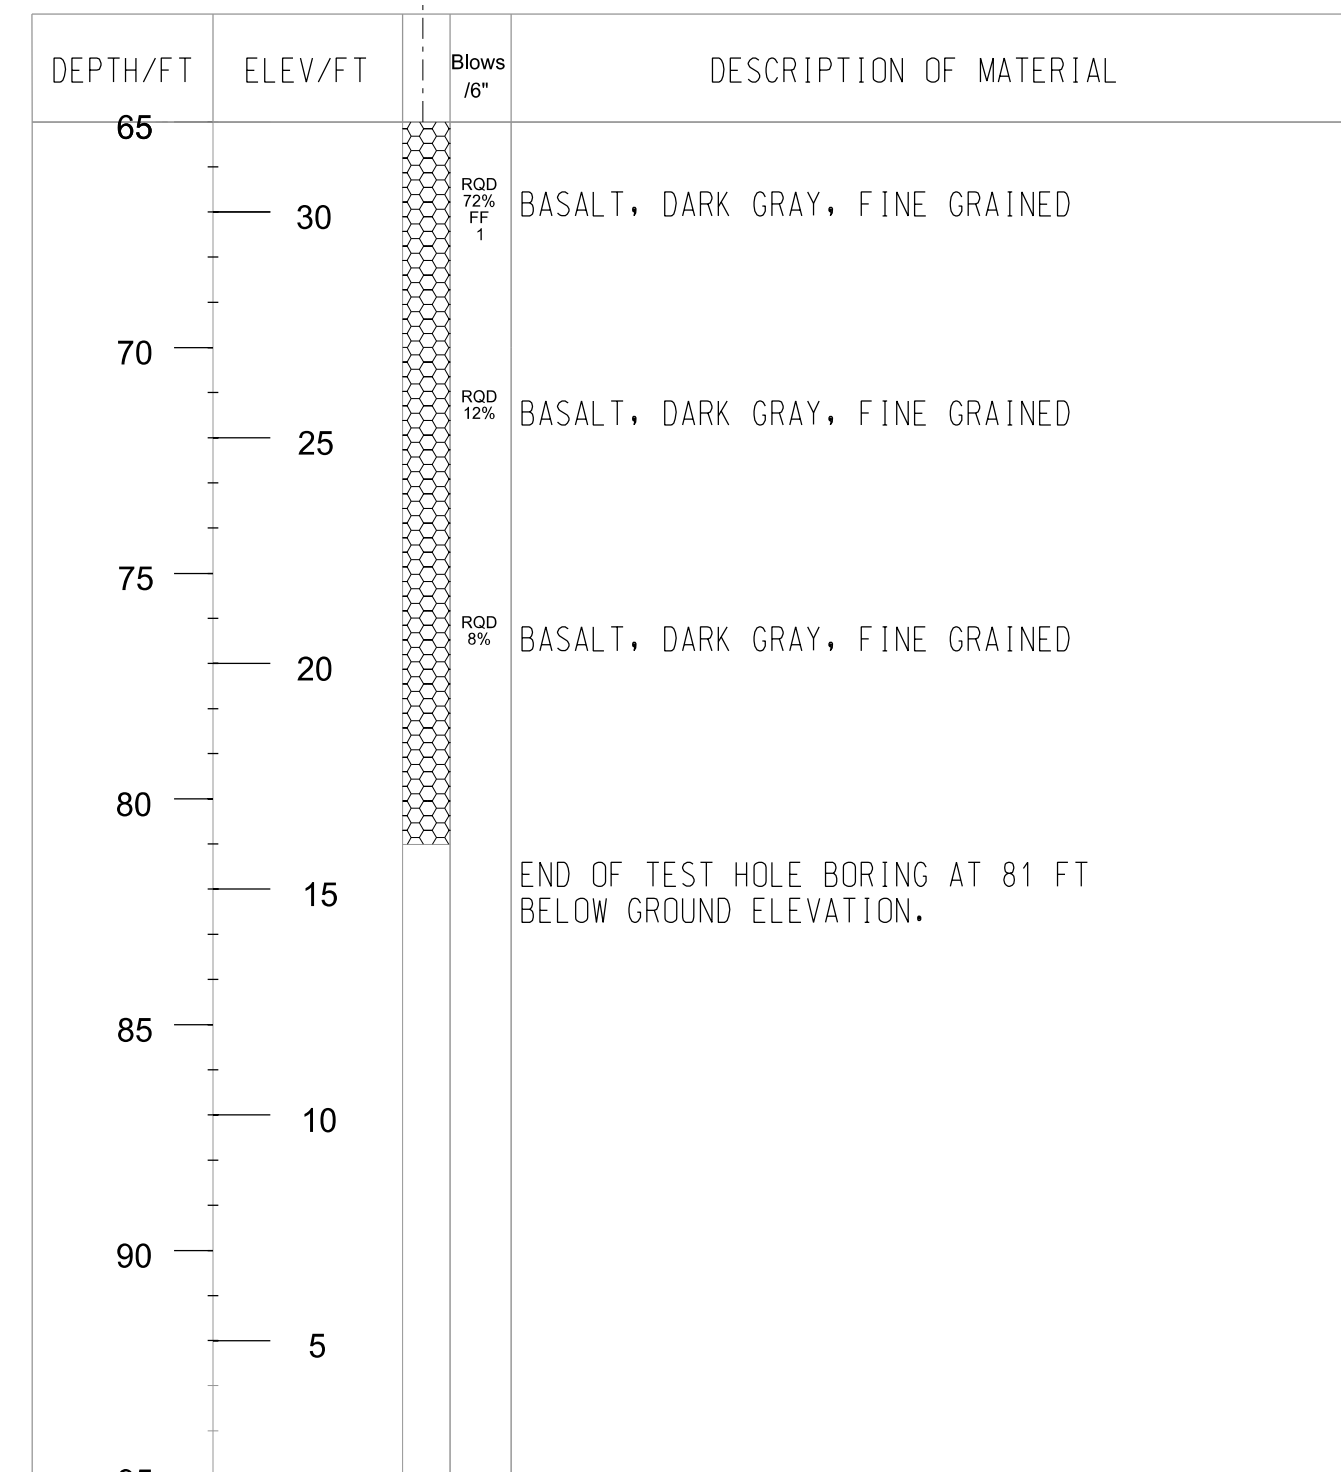 DEPTH/FT ELEV/FT Blows /6" DESCRIPTION OF MATERIAL
65
RQD
72%
FF
1
BASALT, DARK GRAY, FINE GRAINED
30
70
RQD
12%
BASALT, DARK GRAY, FINE GRAINED
25
75
RQD
8%
BASALT, DARK GRAY, FINE GRAINED
20
80
END OF TEST HOLE BORING AT 81 FT
BELOW GROUND ELEVATION.
15
85
10
90
5